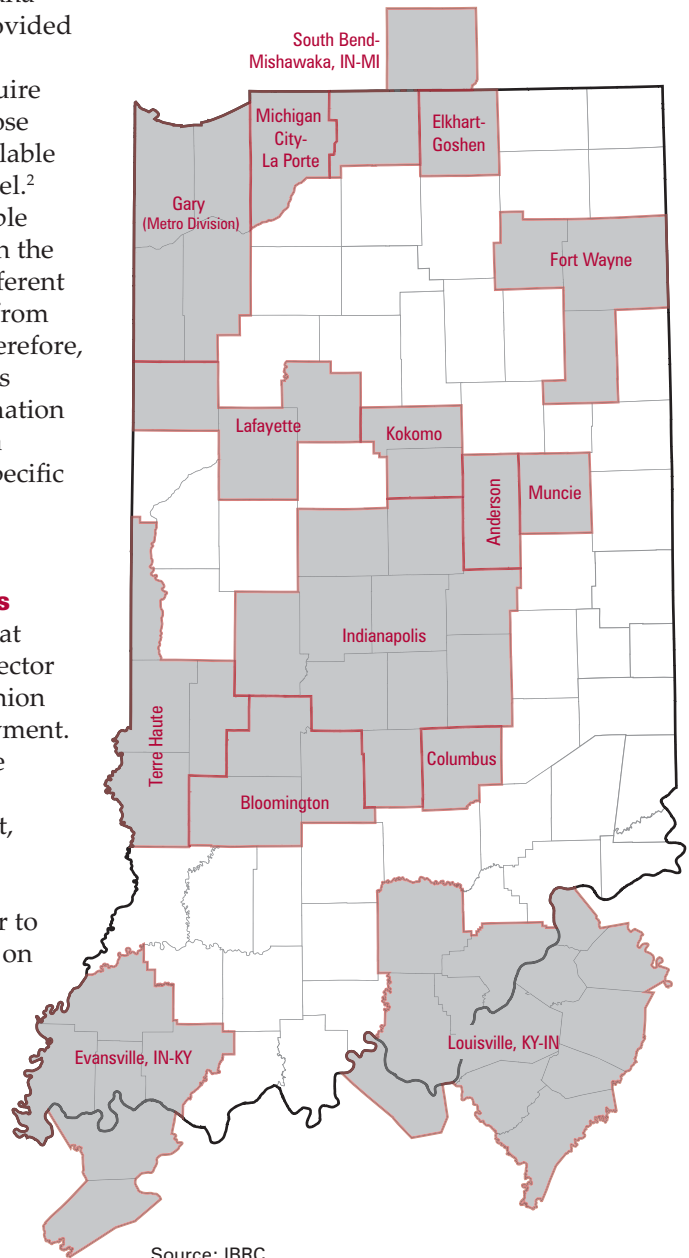 ovided
uire
ose
lable
el.²
ble
n the
ferent
from
erefore,
s
nation
n
pecific
s
at
ector
nion
yment.
e
t,
r to
on
South Bend-
Mishawaka, IN-MI
Michigan
City-
La Porte
Elkhart-
Goshen
Gary
(Metro Division)
Fort Wayne
Lafayette
Kokomo
Anderson
Muncie
Indianapolis
Terre Haute
Columbus
Bloomington
Louisville, KY-IN
Evansville, IN-KY
Source: IBRC